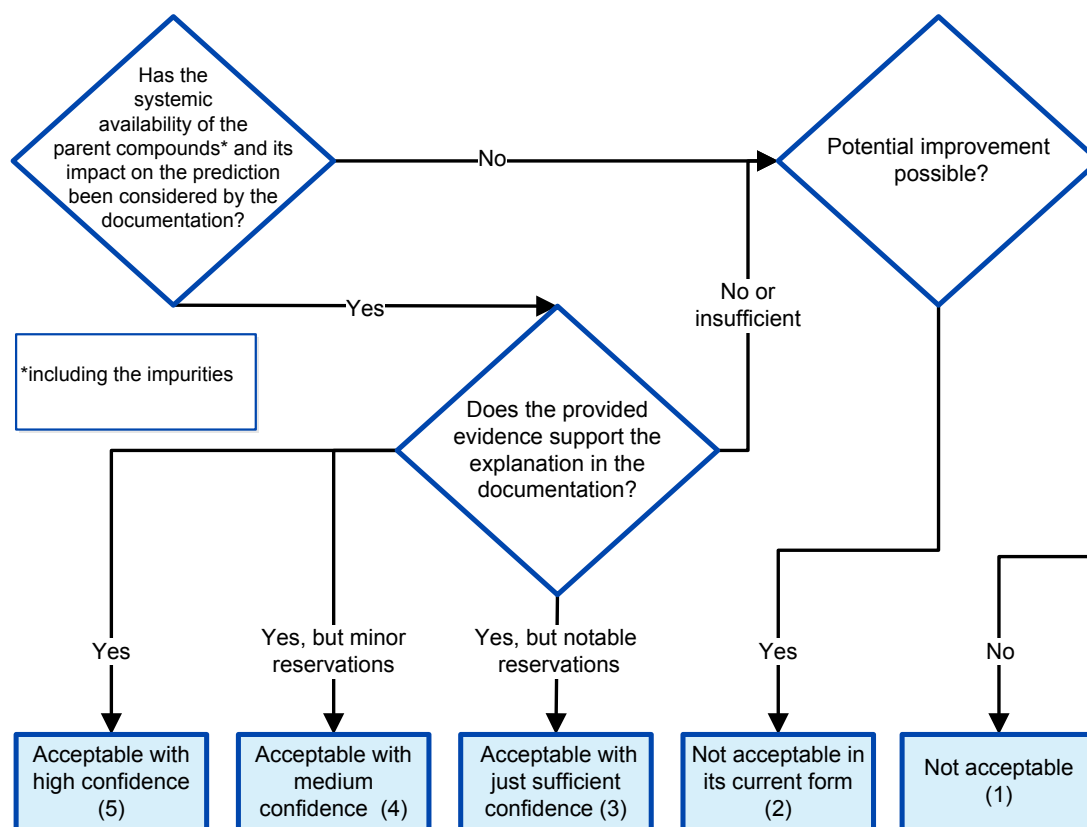 Has the
systemic
availability of the
parent compounds* and its
impact on the prediction
been considered by the
documentation?
No
Potential improvement
possible?
Yes
No or
insufficient
*including the impurities
Does the provided
evidence support the
explanation in the
documentation?
Yes
Yes, but minor
reservations
Yes, but notable
reservations
Yes
No
Acceptable with
high confidence
(5)
Acceptable with
medium
confidence (4)
Acceptable with
just sufficient
confidence (3)
Not acceptable in
its current form
(2)
Not acceptable
(1)